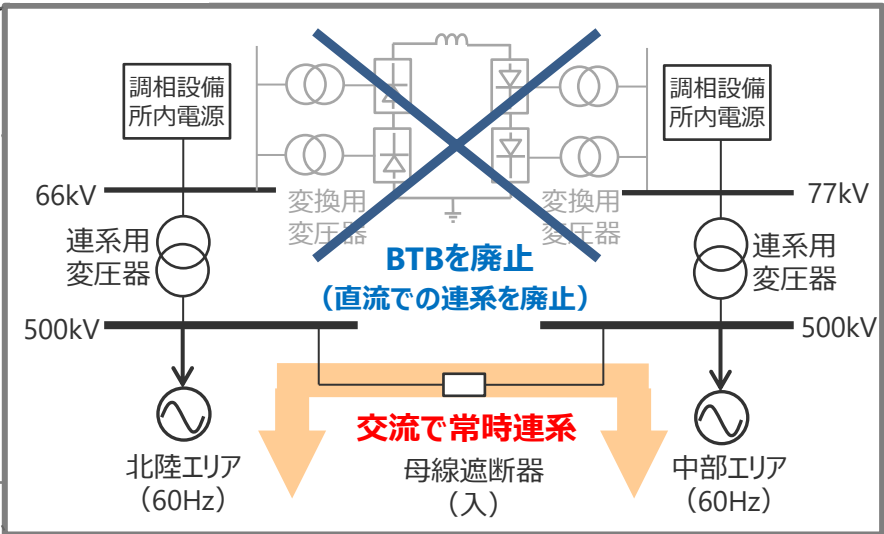 調相設備
所内電源
調相設備
所内電源
66kV
変換用
変圧器
変換用
変圧器
77kV
連系用
変圧器
BTBを廃止
（直流での連系を廃止）
連系用
変圧器
500kV
500kV
交流で常時連系
北陸エリア
（60Hz）
母線遮断器
（入）
中部エリア
（60Hz）